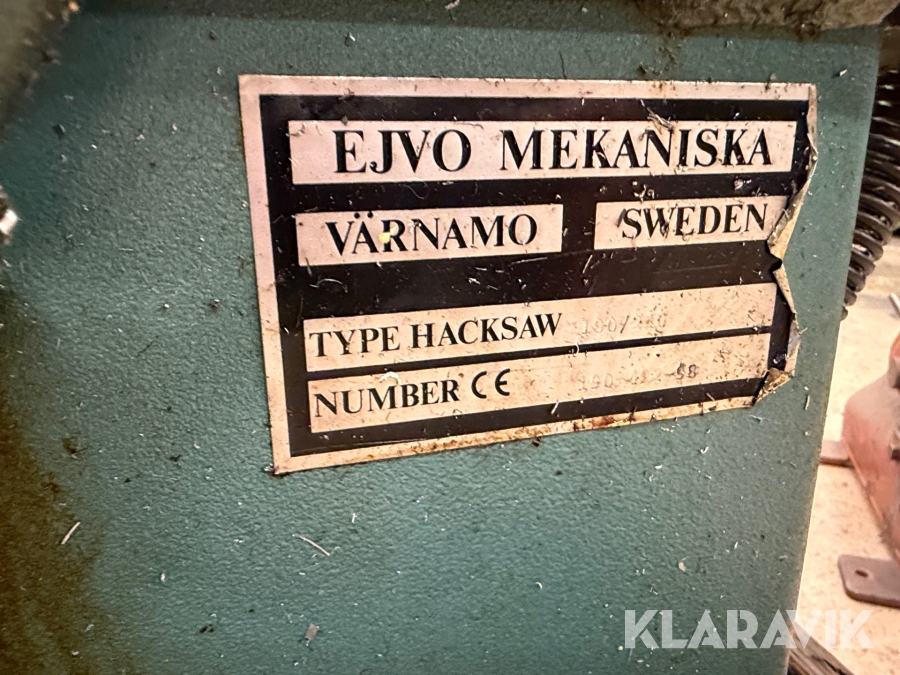 EJVO MEKANISKA
VÄRNAMO SWEDEN
TYPE HACKSAW
NUMBER CE
KLARAVIK